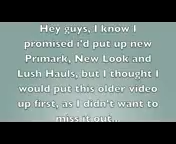 Hey guys, I know I
promised i'd put up new
Primark, New Look and
Lush Hauls, but I thought I
would put this older video
up first, as I didn't want to
miss it out...